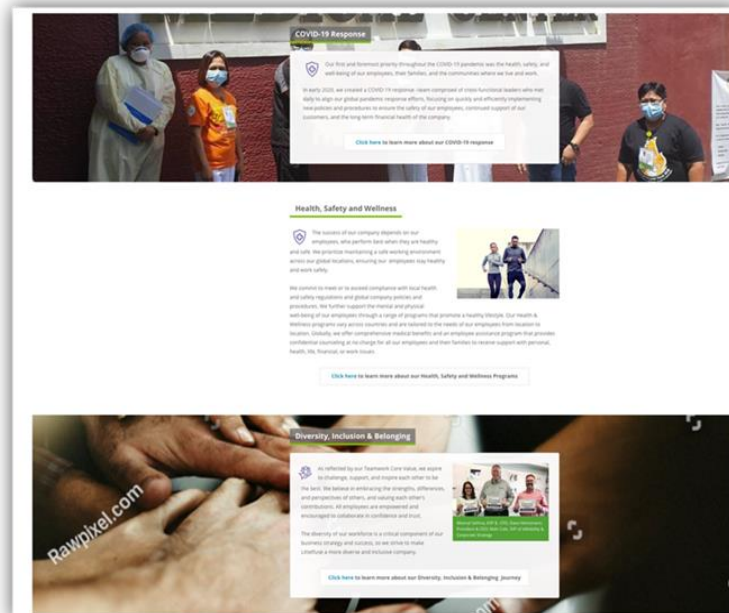 COVID-19 Response
Our first and foremost priority throughout the COVID-19 pandemic was the health, safety, and
well-being of our employees, their families, and the communities where we live and work.
In early 2020, we created a COVID-19 response team comprised of cross-functional leaders who met
daily to align our global pandemic response efforts, focusing on quickly and efficiently implementing
new policies and procedures to ensure the safety of our employees, continued support of our
customers, and the long-term financial health of the company.
Click here to learn more about our COVID-19 response
Health, Safety and Wellness
The success of our company depends on our
employees, who perform best when they are healthy
and safe. We prioritize maintaining a safe working environment
across our global locations, ensuring our employees stay healthy
and work safely.
We commit to meet or to exceed compliance with local health
and safety regulations and global company policies and
procedures. We further support the mental and physical
well-being of our employees through a range of programs that promote a healthy lifestyle. Our Health &
Wellness programs vary across countries and are tailored to the needs of our employees from location to
location. Globally, we offer comprehensive medical benefits and an employee assistance program that provides
confidential counseling at no charge for all our employees and their families to receive support with personal,
health, life, financial, or work issues.
Click here to learn more about our Health, Safety and Wellness Programs
Diversity, Inclusion & Belonging
As reflected by our Teamwork Core Value, we aspire
to challenge, support, and inspire each other to be
the best. We believe in embracing the strengths, differences,
and perspectives of others, and valuing each other's
contributions. All employees are empowered and
encouraged to collaborate in confidence and trust.
The diversity of our workforce is a critical component of our
business strategy and success, so we strive to make
Littelfuse a more diverse and inclusive company.
Click here to learn more about our Diversity, Inclusion & Belonging journey
Rawpixel.com